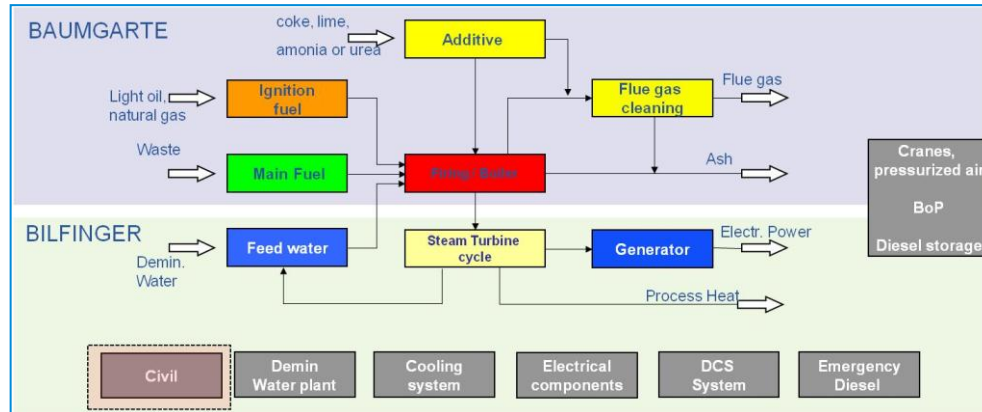 BAUMGARTE
coke, lime,
amonia or urea
Additive
Light oil,
natural gas
Ignition
fuel
Flue gas
cleaning
Flue gas
Waste
Main Fuel
Firing / Boiler
Ash
Cranes,
pressurized air
BoP
Diesel storage
BILFINGER
Demin.
Water
Feed water
Steam Turbine
cycle
Generator
Electr. Power
Process Heat
Civil
Demin
Water plant
Cooling
system
Electrical
components
DCS
System
Emergency
Diesel